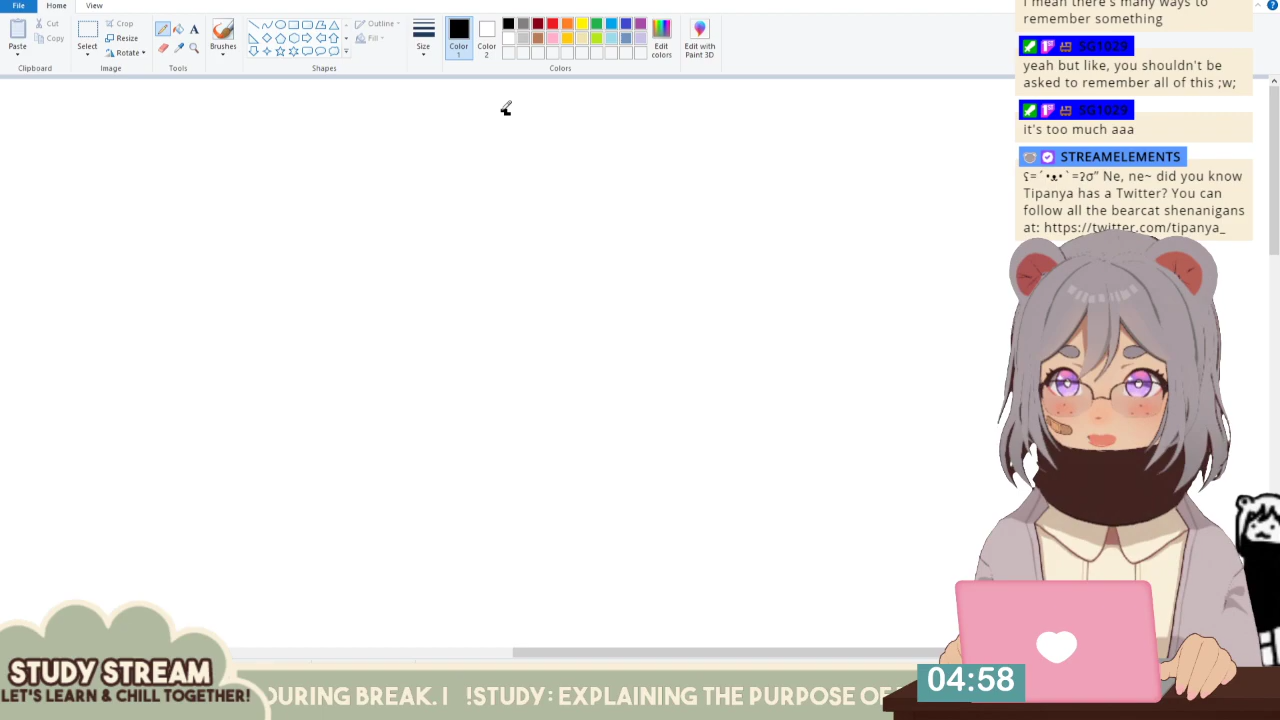 File
Home
View
Paste
Cut
Copy
Clipboard
Select
Crop
Resize
Rotate
Image
A
Tools
Brushes
Outline
Fill
Shapes
Size
Color
1
Color
2
Edit
colors
Colors
Edit with
Paint 3D
I mean there's many ways to
remember something
SG1029
yeah but like, you shouldn't be
asked to remember all of this ;w;
SG1029
it's too much aaa
STREAMELEMENTS
ʕ=´•ᴥ•`=ʔσ" Ne, ne~ did you know
Tipanya has a Twitter? You can
follow all the bearcat shenanigans
at: https://twitter.com/tipanya_
STUDY STREAM
LET'S LEARN & CHILL TOGETHER!
DURING BREAK. | !STUDY: EXPLAINING THE PURPOSE OF
04:58